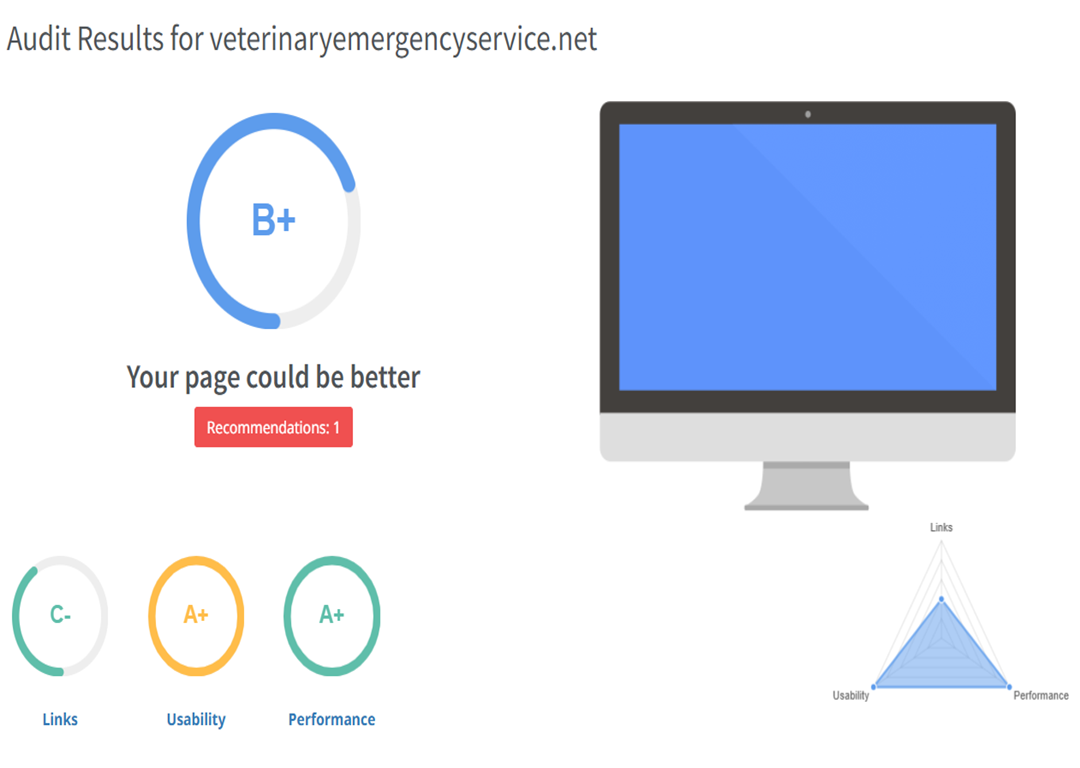 Audit Results for veterinaryemergencyservice.net
B+
Your page could be better
Recommendations: 1
C-
A+
A+
Links
Usability
Performance
Links
Usability
Performance